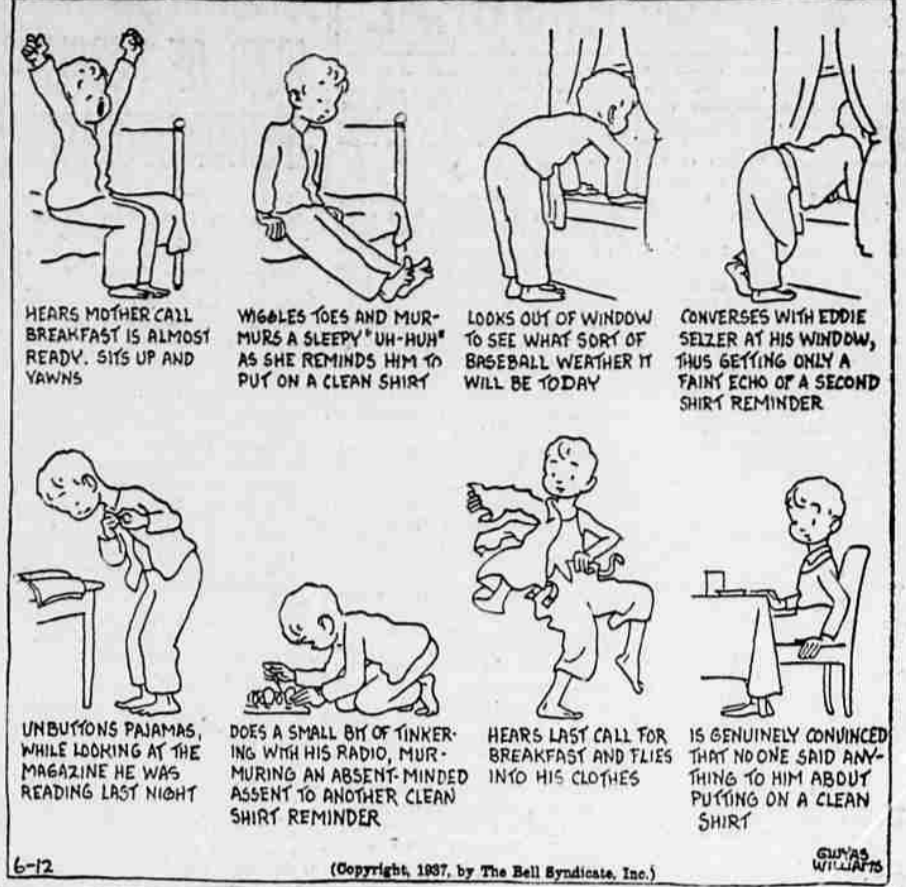 HEARS MOTHER CALL
BREAKFAST IS ALMOST
READY. SITS UP AND
YAWNS
WIGGLES TOES AND MUR-
MURS A SLEEPY "UH-HUH"
AS SHE REMINDS HIM TO
PUT ON A CLEAN SHIRT
LOOKS OUT OF WINDOW
TO SEE WHAT SORT OF
BASEBALL WEATHER IT
WILL BE TODAY
CONVERSES WITH EDDIE
SELZER AT HIS WINDOW,
THUS GETTING ONLY A
FAINT ECHO OF A SECOND
SHIRT REMINDER
UNBUTTONS PAJAMAS,
WHILE LOOKING AT THE
MAGAZINE HE WAS
READING LAST NIGHT
DOES A SMALL BIT OF TINKER-
ING WITH HIS RADIO, MUR-
MURING AN ABSENT-MINDED
ASSENT TO ANOTHER CLEAN
SHIRT REMINDER
HEARS LAST CALL FOR
BREAKFAST AND FLIES
INTO HIS CLOTHES
IS GENUINELY CONVINCED
THAT NO ONE SAID ANY-
THING TO HIM ABOUT
PUTTING ON A CLEAN
SHIRT
6-12
(Copyright, 1937, by The Bell Syndicate, Inc.)
GLUYAS
WILLIAMS